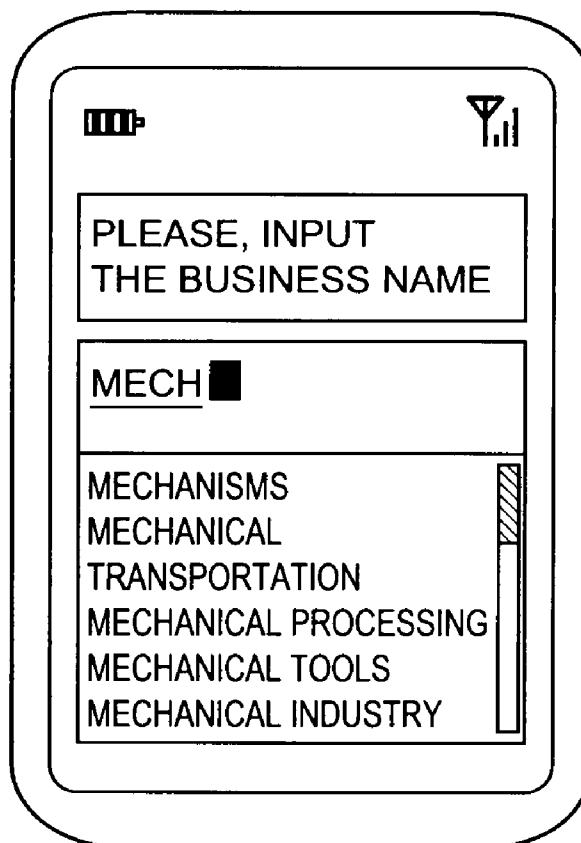 PLEASE, INPUT
THE BUSINESS NAME
MECH
MECHANISMS
MECHANICAL
TRANSPORTATION
MECHANICAL PROCESSING
MECHANICAL TOOLS
MECHANICAL INDUSTRY